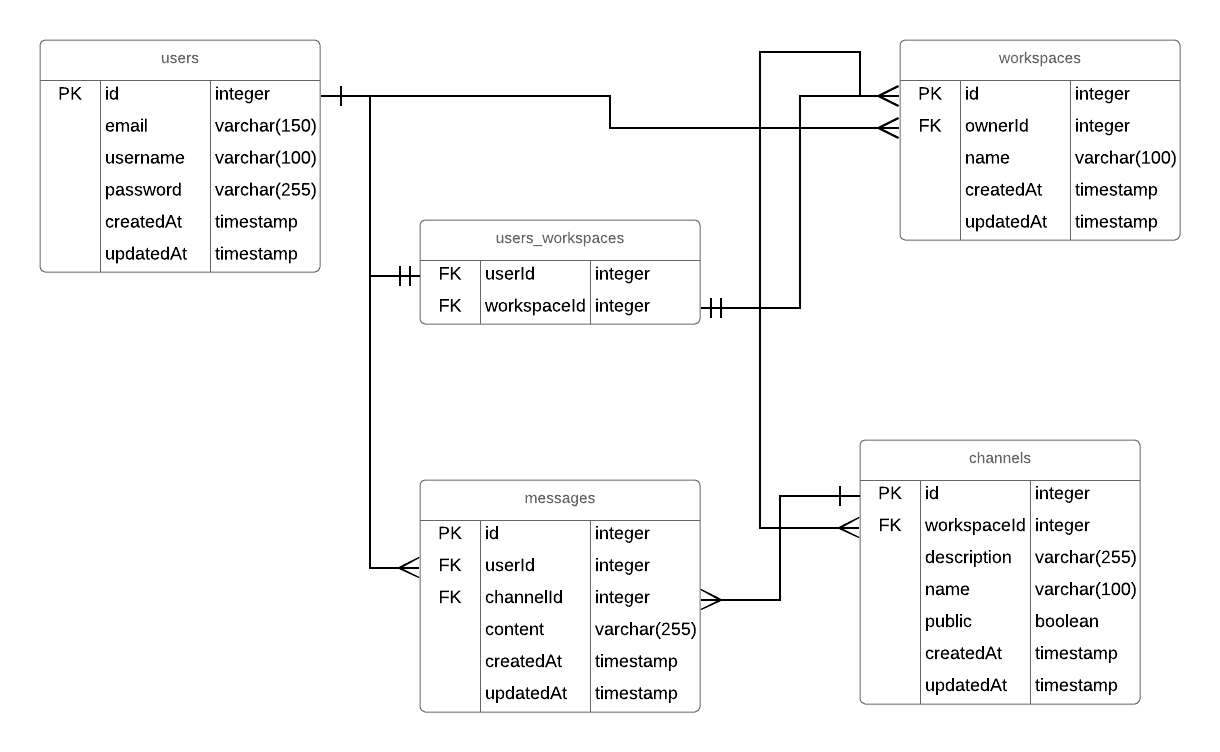 users
PK id integer
email varchar(150)
username varchar(100)
password varchar(255)
createdAt timestamp
updatedAt timestamp
workspaces
PK id integer
FK ownerId integer
name varchar(100)
createdAt timestamp
updatedAt timestamp
users_workspaces
FK userId integer
FK workspaceId integer
messages
PK id integer
FK userId integer
FK channelId integer
content varchar(255)
createdAt timestamp
updatedAt timestamp
channels
PK id integer
FK workspaceId integer
description varchar(255)
name varchar(100)
public boolean
createdAt timestamp
updatedAt timestamp